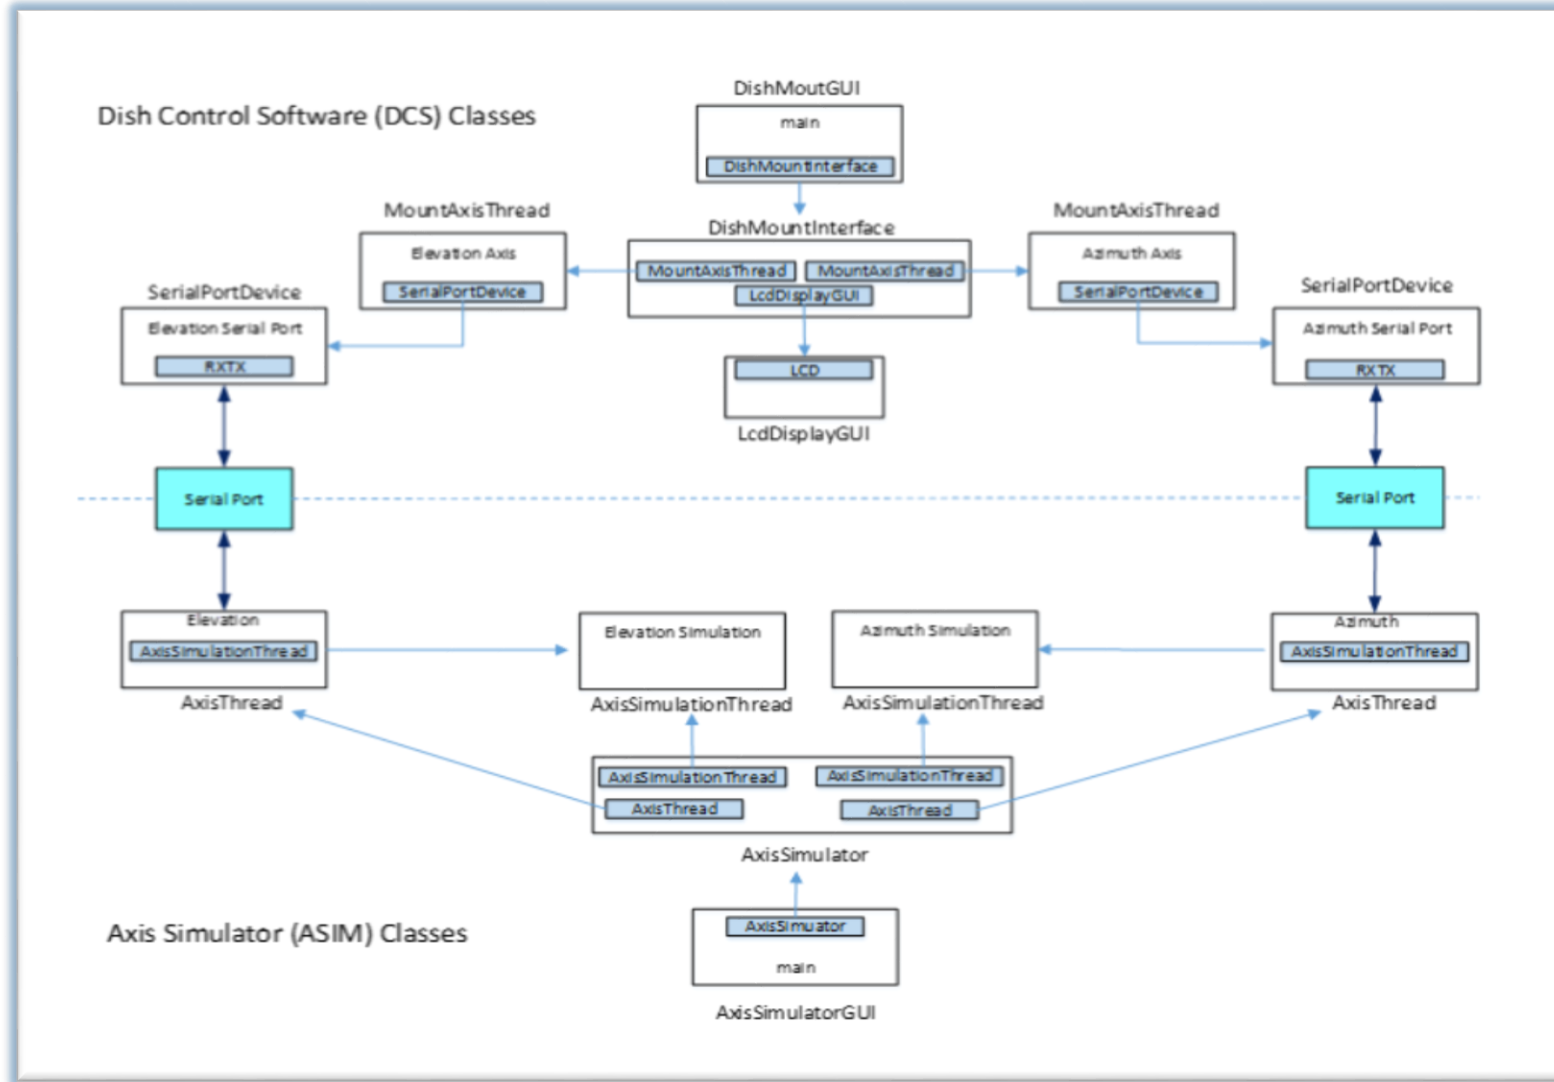 DishMoutGUI
Dish Control Software (DCS) Classes
main
DishMountInterface
MountAxisThread
MountAxisThread
DishMountInterface
Elevation Axis
Azimuth Axis
MountAxisThread
MountAxisThread
SerialPortDevice
SerialPortDevice
LcdDisplayGUI
SerialPortDevice
SerialPortDevice
Elevation Serial Port
Azimuth Serial Port
RXTX
LCD
RXTX
LcdDisplayGUI
Serial Port
Serial Port
Elevation
Azimuth
Elevation Simulation
Azimuth Simulation
AxisSimulationThread
AxisSimulationThread
AxisThread
AxisSimulationThread
AxisSimulationThread
AxisThread
AxisSimulationThread
AxisSimulationThread
AxisThread
AxisThread
AxisSimulator
AxisSimuator
Axis Simulator (ASIM) Classes
main
AxisSimulatorGUI